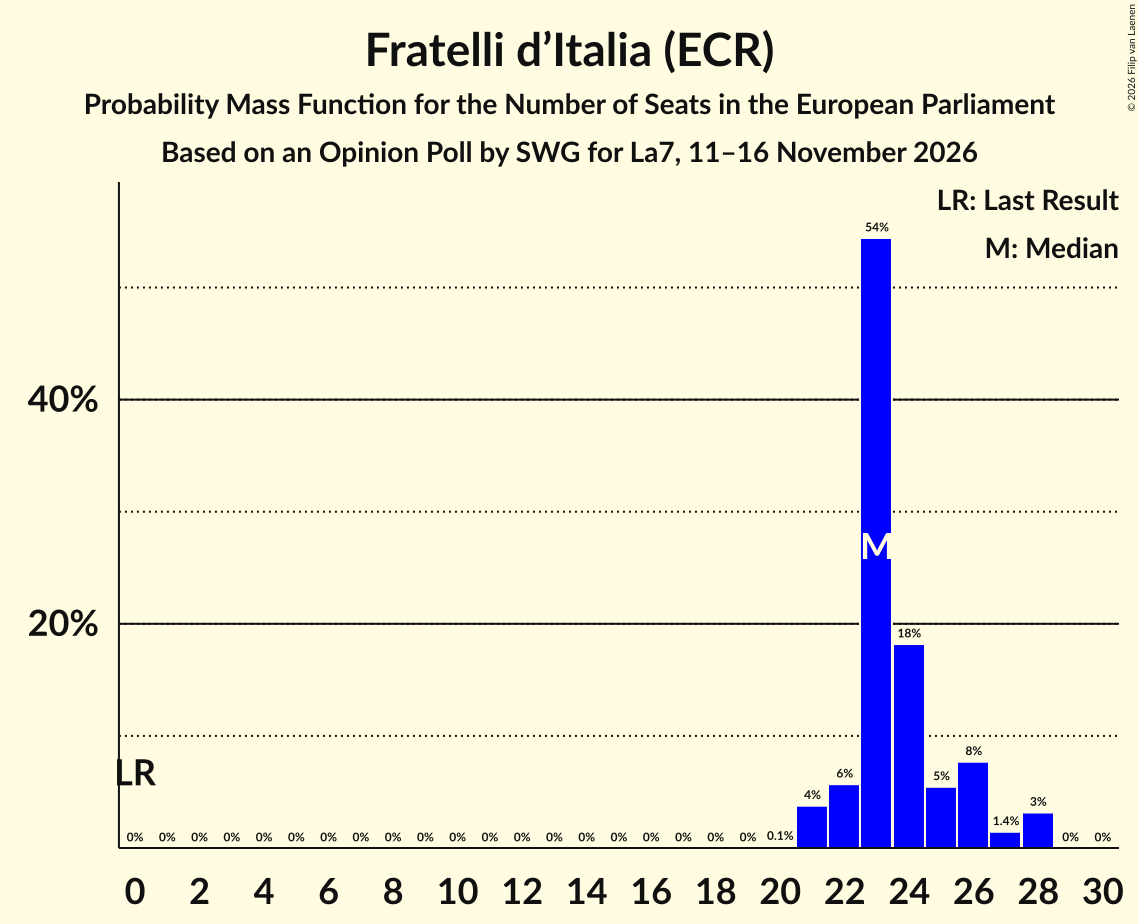 Fratelli d’Italia (ECR)
Probability Mass Function for the Number of Seats in the European Parliament
Based on an Opinion Poll by SWG for La7, 11–16 November 2026
© 2026 Filip van Laenen
LR: Last Result
M: Median
54%
40%
M
20%
18%
LR
8%
6%
5%
4%
3%
1.4%
0% 0% 0% 0% 0% 0% 0% 0% 0% 0% 0% 0% 0% 0% 0% 0% 0% 0% 0% 0% 0.1% 0% 0%
0 2 4 6 8 10 12 14 16 18 20 22 24 26 28 30